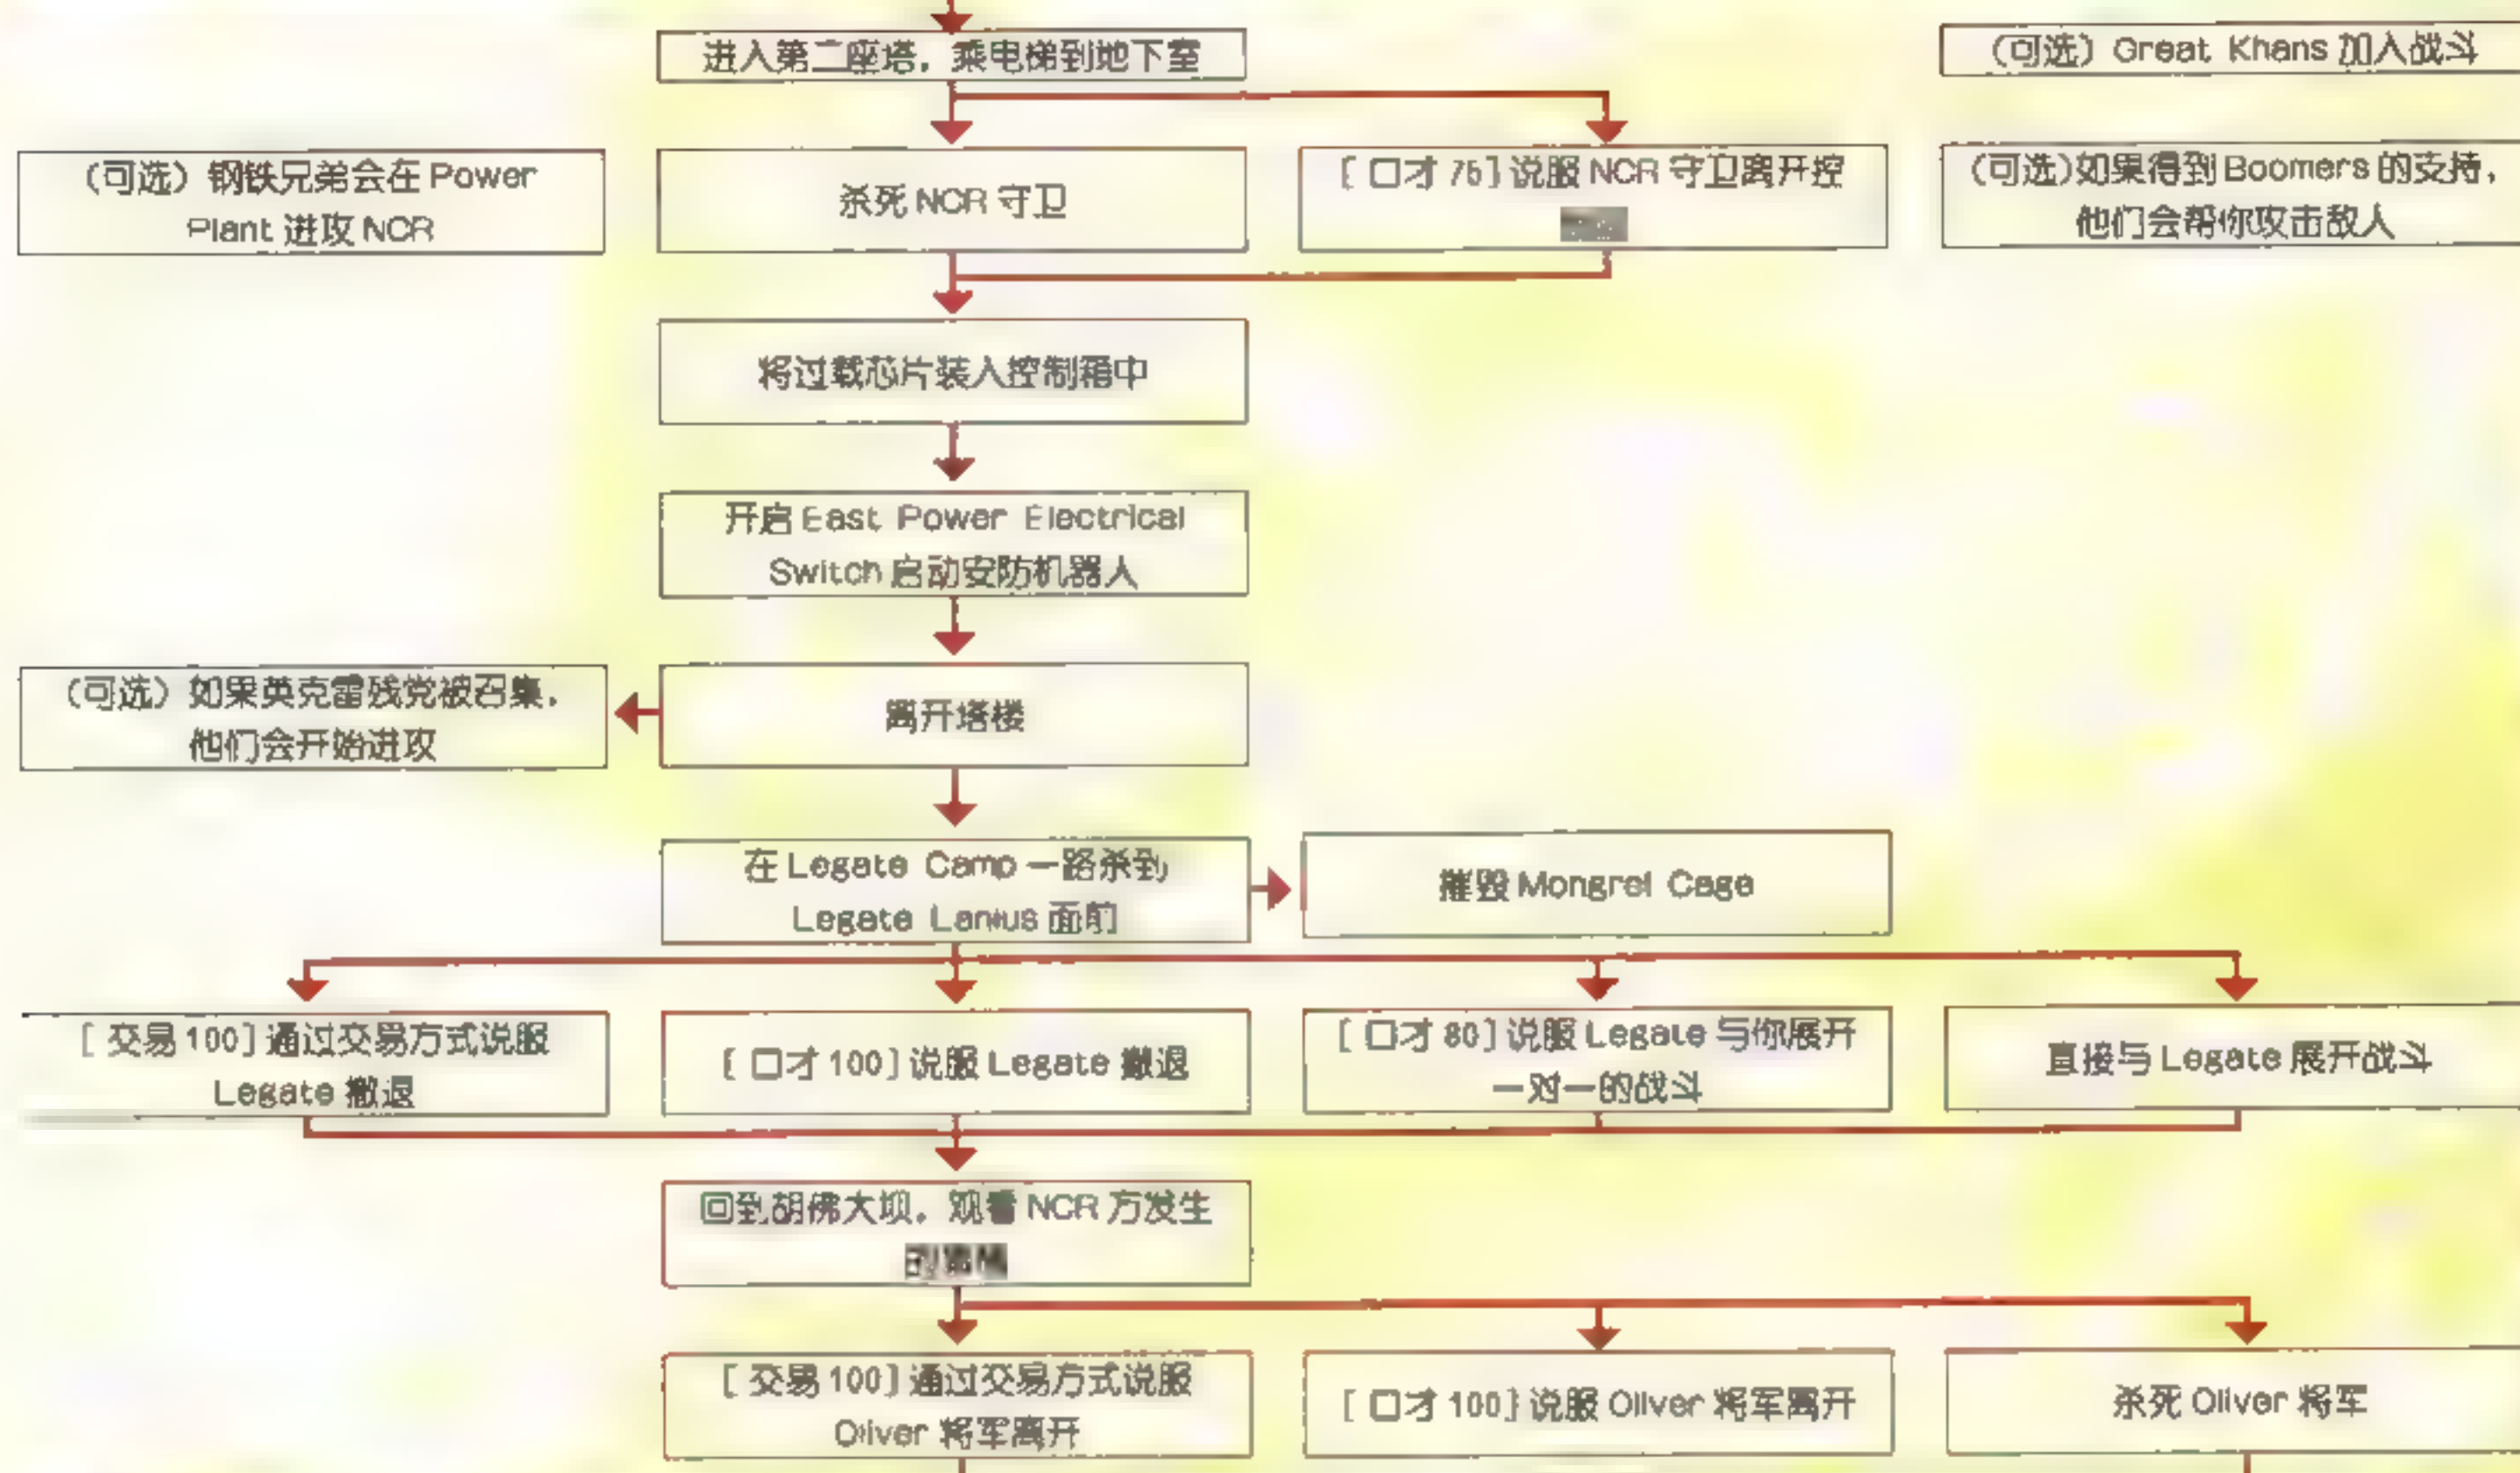 进入第二座塔，乘电梯到地下室
（可选）Great Khans 加入战斗
（可选）钢铁兄弟会在 Power
Plant 进攻 NCR
杀死 NCR 守卫
[ 口才 75] 说服 NCR 守卫离开控
（可选）如果得到 Boomers 的支持，
他们会帮你攻击敌人
将过载芯片装入控制箱中
开启 East Power Electrical
Switch 启动安防机器人
（可选）如果英克雷残党被召集，
他们会开始进攻
离开塔楼
在 Legate Camp 一路杀到
Legate Lanius 面前
摧毁 Mongrel Cage
[ 交易 100] 通过交易方式说服
Legate 撤退
[ 口才 100] 说服 Legate 撤退
[ 口才 80] 说服 Legate 与你展开
一对一的战斗
直接与 Legate 展开战斗
回到胡佛大坝，观看 NCR 方发生
[ 交易 100] 通过交易方式说服
Oliver 将军离开
[ 口才 100] 说服 Oliver 将军离开
杀死 Oliver 将军